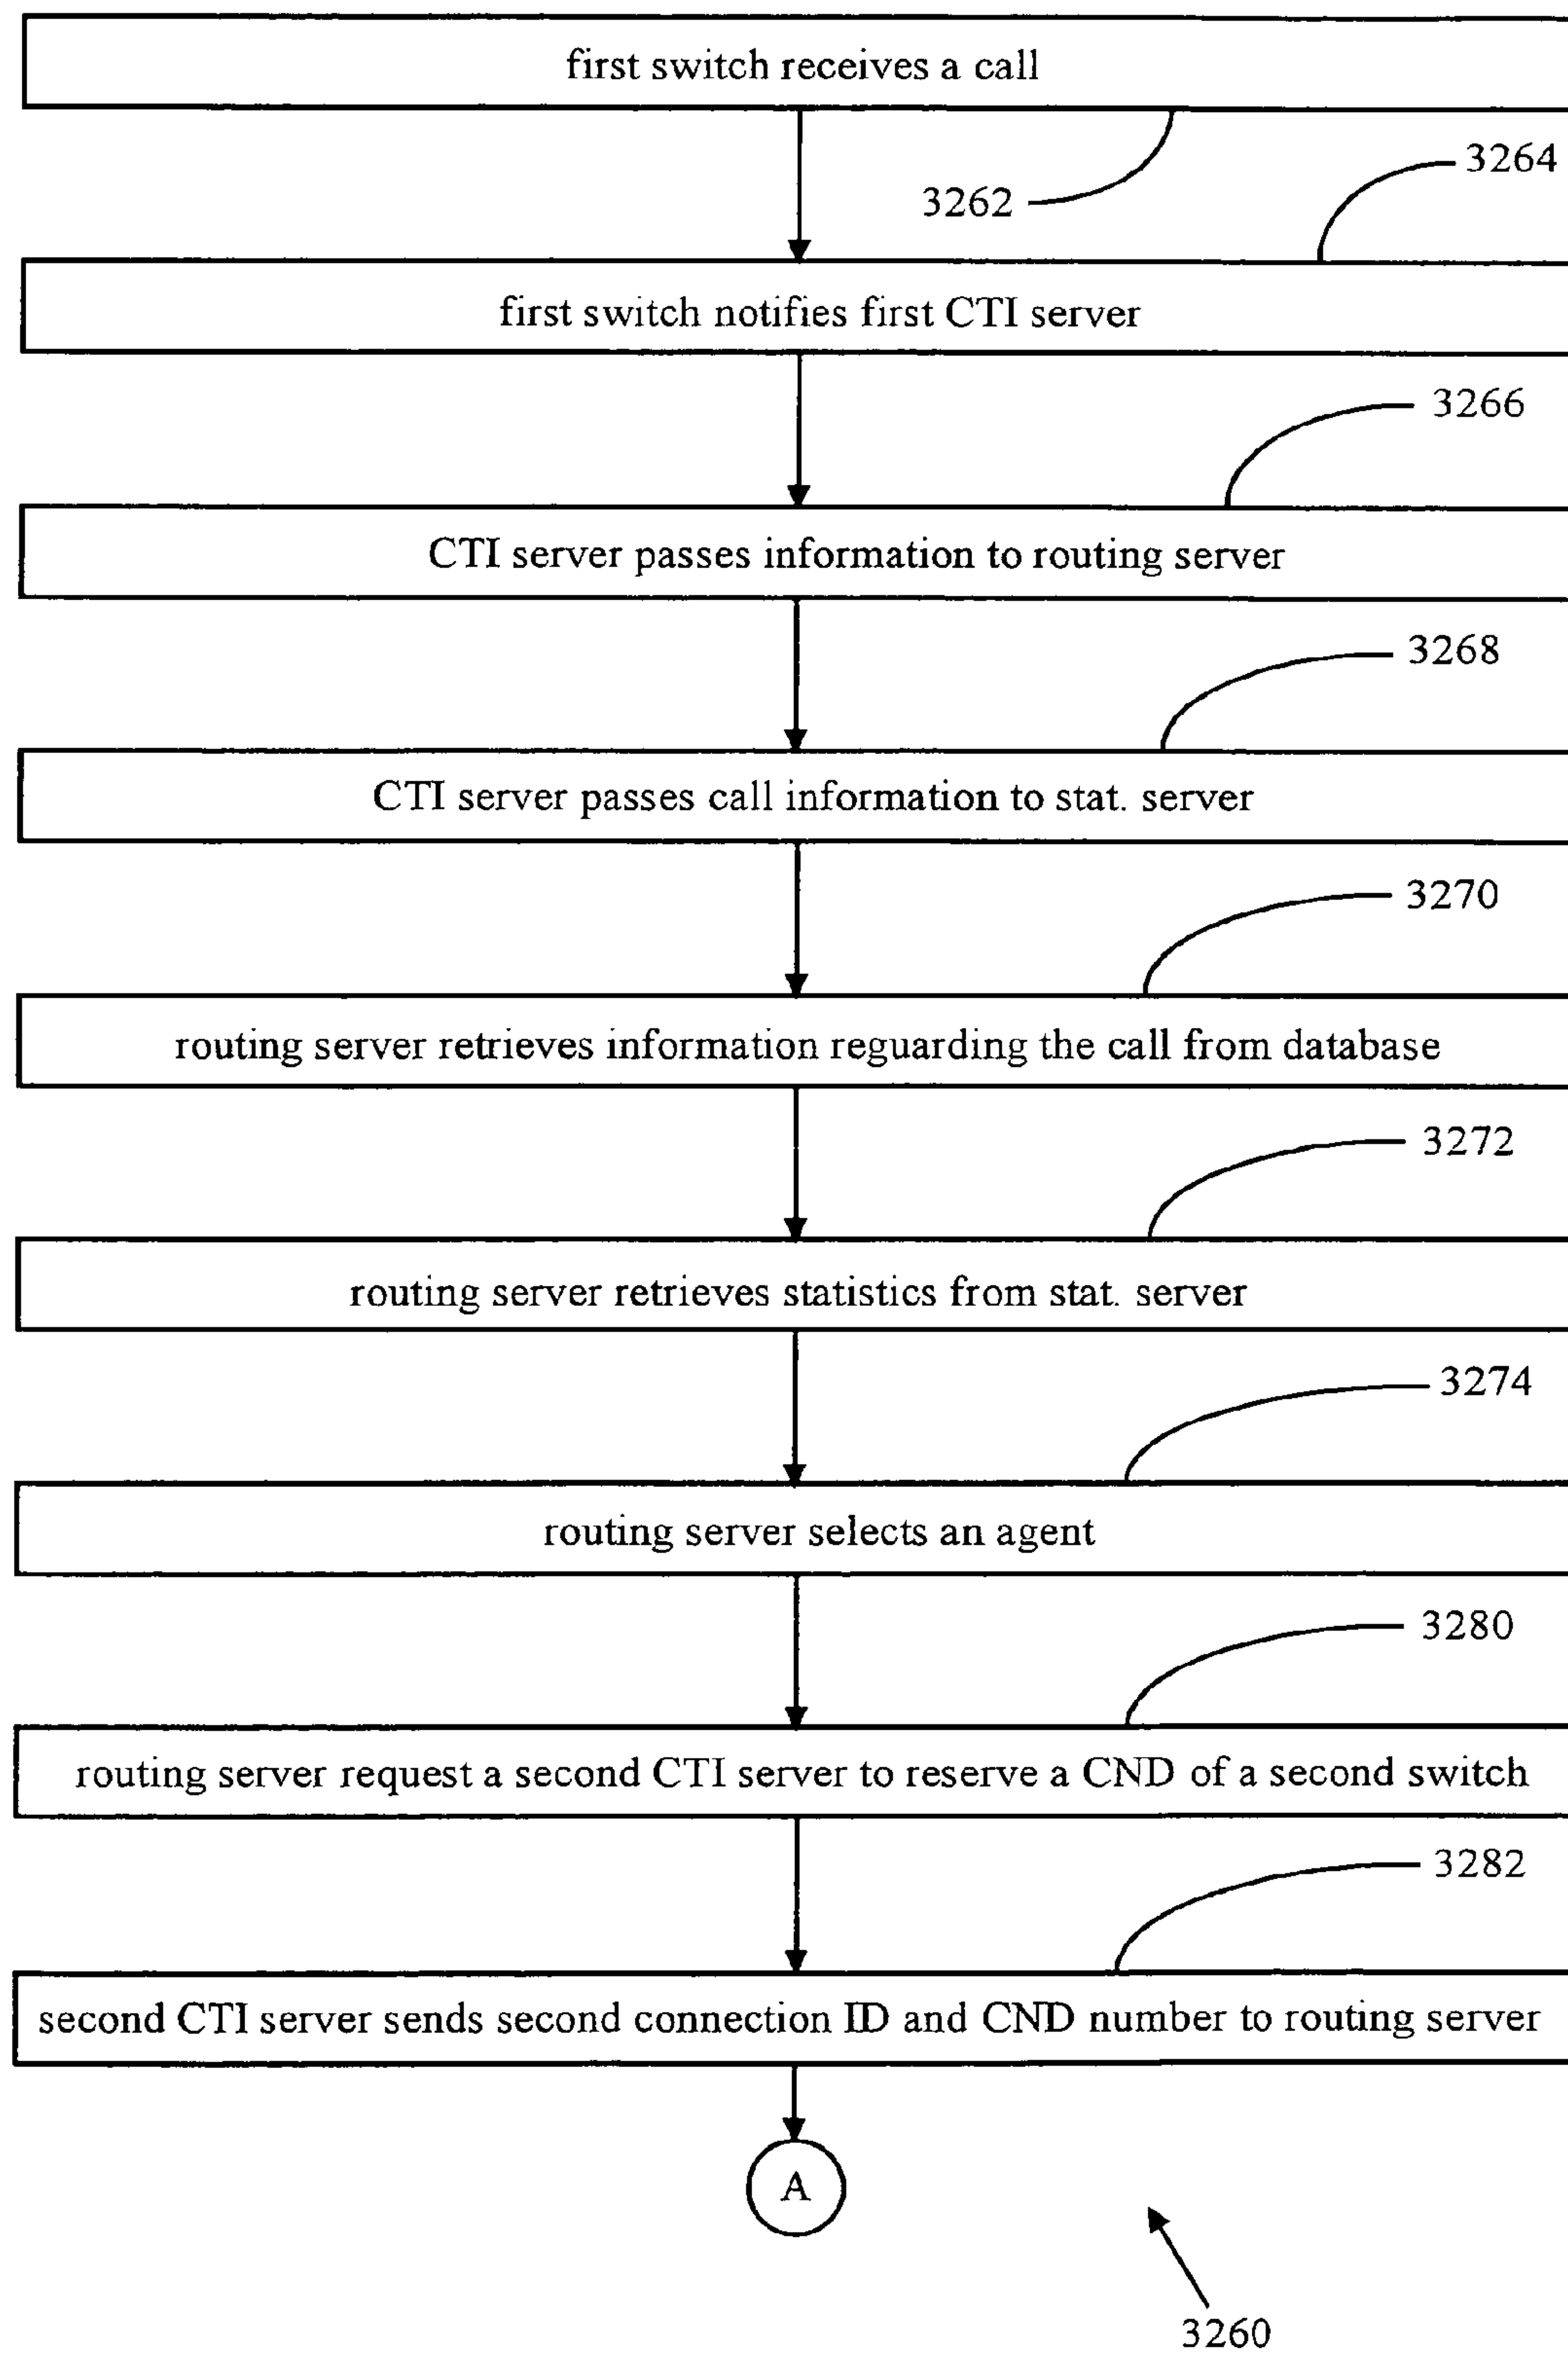 first switch receives a call
3262
3264
first switch notifies first CTI server
3266
CTI server passes information to routing server
3268
CTI server passes call information to stat. server
3270
routing server retrieves information reguarding the call from database
3272
routing server retrieves statistics from stat. server
3274
routing server selects an agent
3280
routing server request a second CTI server to reserve a CND of a second switch
3282
second CTI server sends second connection ID and CND number to routing server
A
3260